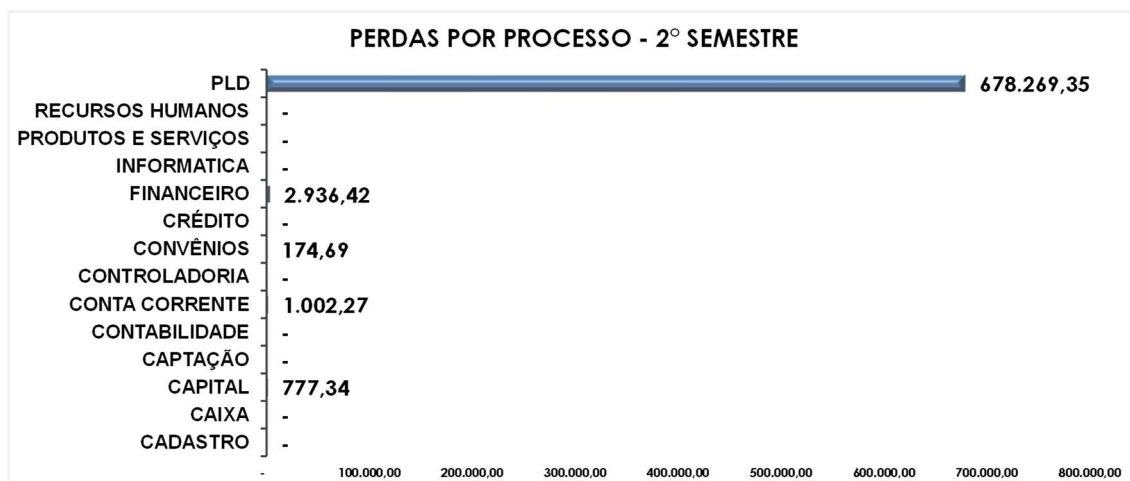 PERDAS POR PROCESSO - 2° SEMESTRE
PLD 678.269,35
RECURSOS HUMANOS -
PRODUTOS E SERVIÇOS -
INFORMATICA -
FINANCEIRO 2.936,42
CRÉDITO -
CONVÊNIOS 174,69
CONTROLADORIA -
CONTA CORRENTE 1.002,27
CONTABILIDADE -
CAPTAÇÃO -
CAPITAL 777,34
CAIXA -
CADASTRO -
- 100.000,00 200.000,00 300.000,00 400.000,00 500.000,00 600.000,00 700.000,00 800.000,00